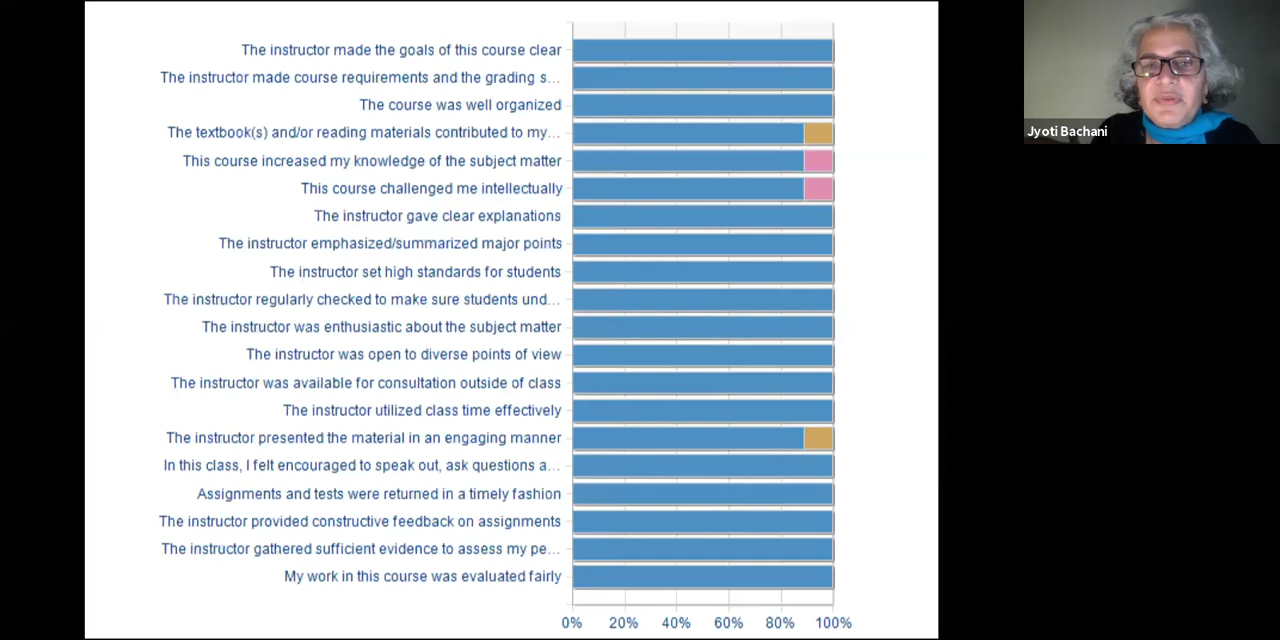 The instructor made the goals of this course clear
The instructor made course requirements and the grading s...
The course was well organized
The textbook(s) and/or reading materials contributed to my...
This course increased my knowledge of the subject matter
This course challenged me intellectually
The instructor gave clear explanations
The instructor emphasized/summarized major points
The instructor set high standards for students
The instructor regularly checked to make sure students und...
The instructor was enthusiastic about the subject matter
The instructor was open to diverse points of view
The instructor was available for consultation outside of class
The instructor utilized class time effectively
The instructor presented the material in an engaging manner
In this class, I felt encouraged to speak out, ask questions a...
Assignments and tests were returned in a timely fashion
The instructor provided constructive feedback on assignments
The instructor gathered sufficient evidence to assess my pe...
My work in this course was evaluated fairly
0% 20% 40% 60% 80% 100%
Jyoti Bachani